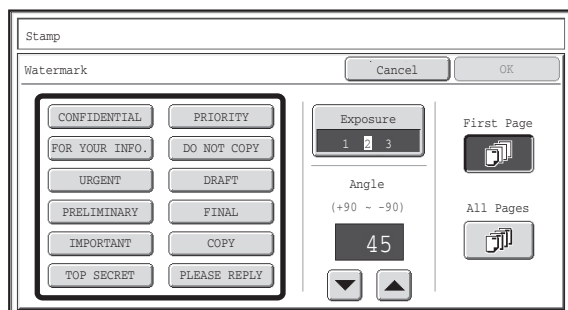 Stamp
Watermark
Cancel
OK
CONFIDENTIAL
PRIORITY
FOR YOUR INFO.
DO NOT COPY
URGENT
DRAFT
PRELIMINARY
FINAL
IMPORTANT
COPY
TOP SECRET
PLEASE REPLY
Exposure
1 2 3
Angle
(+90 ~ -90)
45
First Page
All Pages